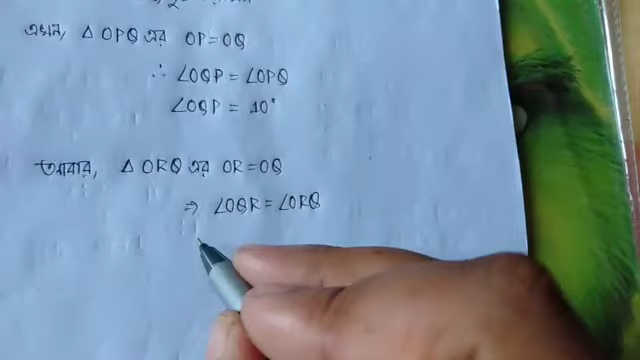 এখন, △ OPQ এর OP = OQ
∴ ∠OQP = ∠OPQ
∠OQP = 10°
আবার, △ ORQ এর OR = OQ
⇒ ∠OQR = ∠ORQ